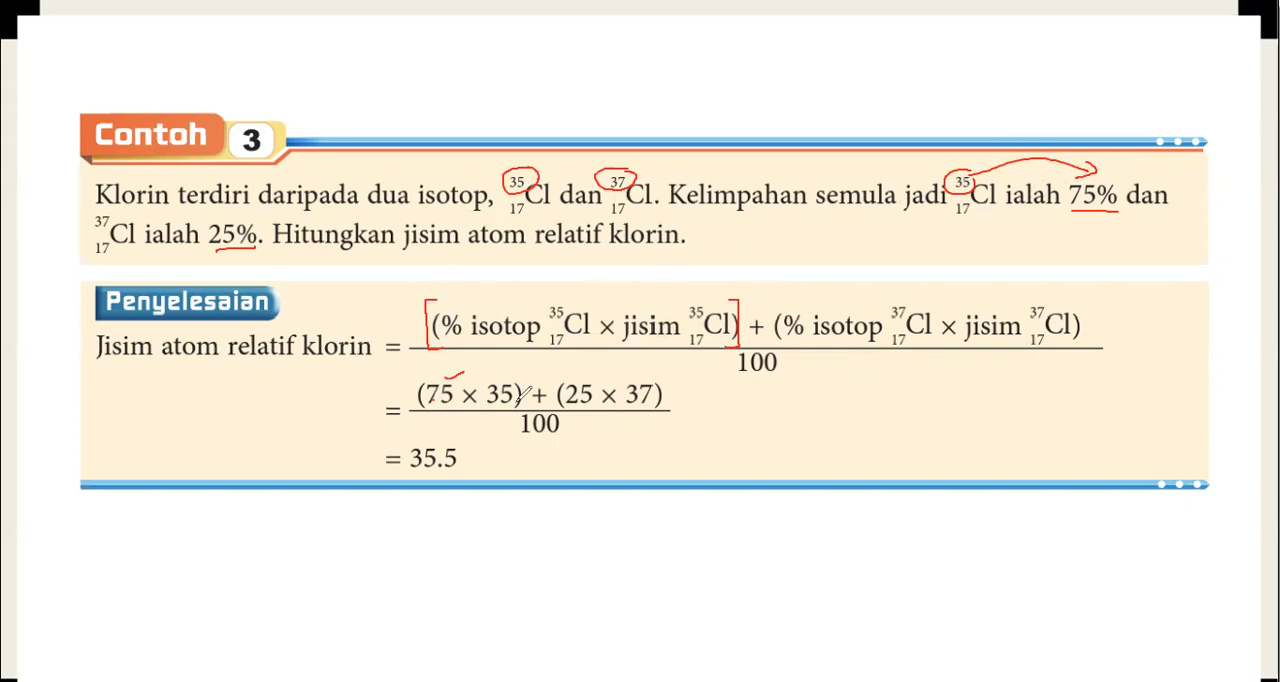 Contoh 3
Klorin terdiri daripada dua isotop, ³⁵₁₇Cl dan ³⁷₁₇Cl. Kelimpahan semula jadi ³⁵₁₇Cl ialah 75% dan
³⁷₁₇Cl ialah 25%. Hitungkan jisim atom relatif klorin.
Penyelesaian
Jisim atom relatif klorin = (% isotop ³⁵₁₇Cl × jisim ³⁵₁₇Cl) + (% isotop ³⁷₁₇Cl × jisim ³⁷₁₇Cl)
100
= (75 × 35) + (25 × 37)
100
= 35.5